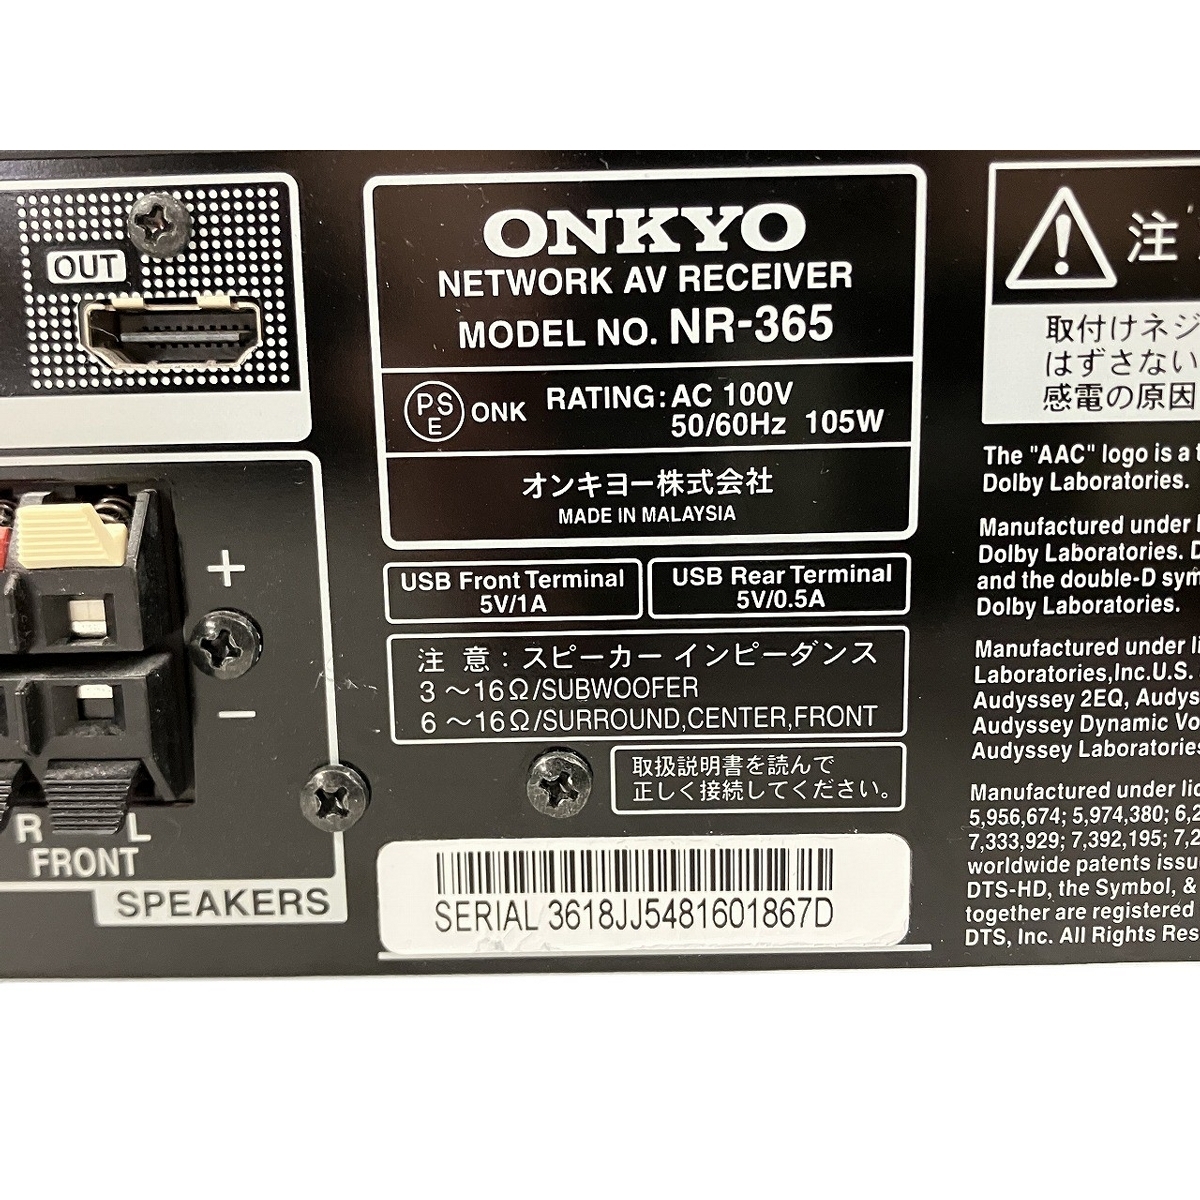 OUT
ONKYO
NETWORK AV RECEIVER
MODEL NO. NR-365
PSE ONK RATING: AC 100V
50/60Hz 105W
オンキヨー株式会社
MADE IN MALAYSIA
USB Front Terminal
5V/1A
USB Rear Terminal
5V/0.5A
注 意 : スピーカー インピーダンス
3 ～16Ω/SUBWOOFER
6 ～16Ω/SURROUND,CENTER,FRONT
取扱説明書を読んで
正しく接続してください。
SERIAL 3618JJ5481601867D
+
−
R L
FRONT
SPEAKERS
注
取付けネジ
はずさない
感電の原因
The "AAC" logo is a t
Dolby Laboratories.
Manufactured under
Dolby Laboratories. D
and the double-D sym
Dolby Laboratories.
Manufactured under li
Laboratories,Inc.U.S.
Audyssey 2EQ, Audys
Audyssey Dynamic Vo
Audyssey Laboratories
Manufactured under lic
5,956,674; 5,974,380; 6,2
7,333,929; 7,392,195; 7,2
worldwide patents issu
DTS-HD, the Symbol, &
together are registered
DTS, Inc. All Rights Res